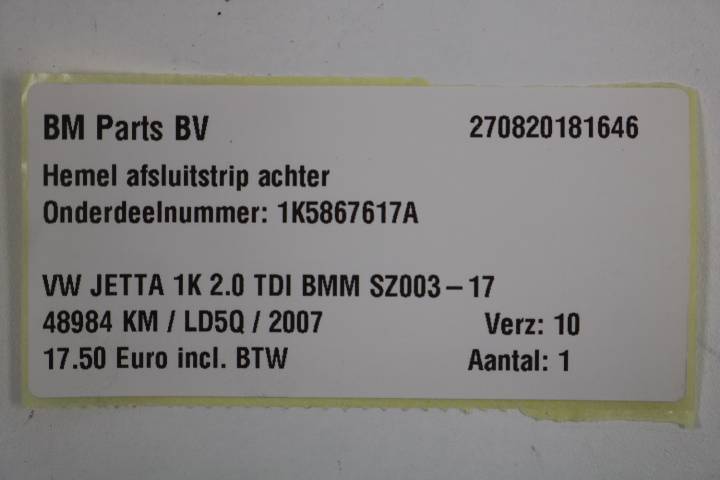 BM Parts BV 270820181646
Hemel afsluitstrip achter
Onderdeelnummer: 1K5867617A
VW JETTA 1K 2.0 TDI BMM SZ003-17
48984 KM / LD5Q / 2007 Verz: 10
17.50 Euro incl. BTW Aantal: 1